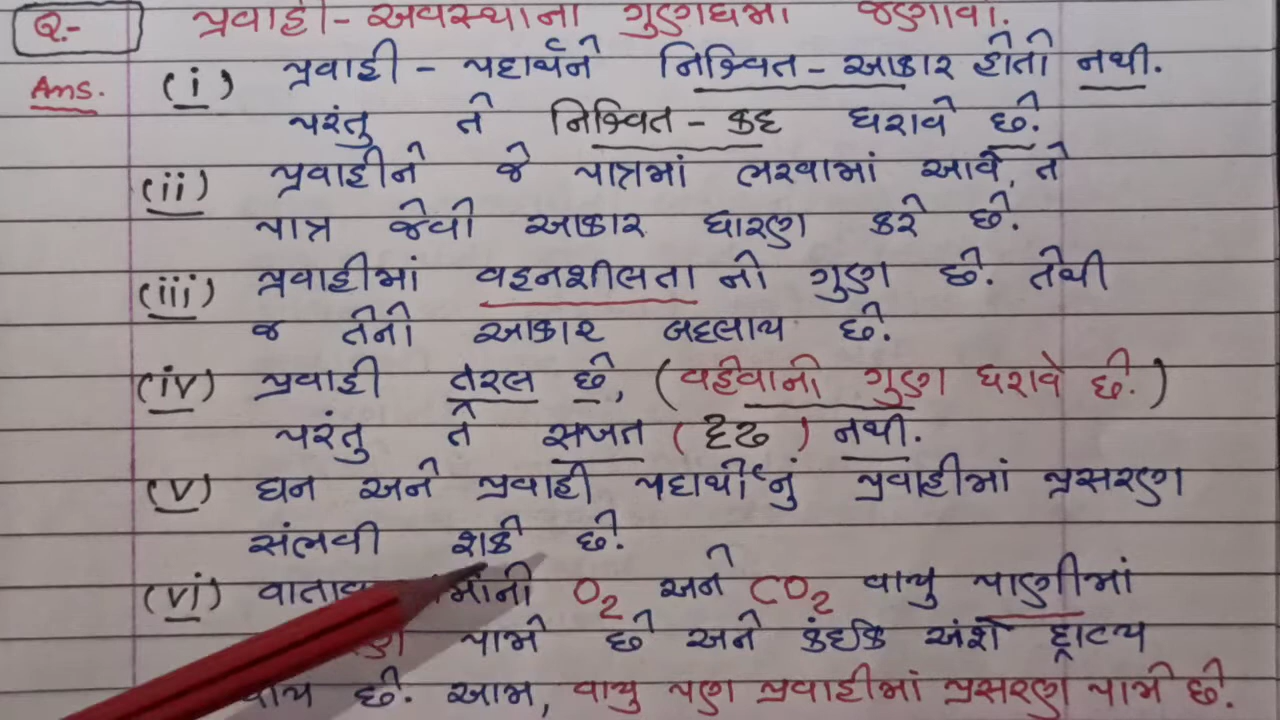 Q.- પ્રવાહી-અવસ્થાના ગુણધર્મો જણાવો.
Ans. (i) પ્રવાહી - પદાર્થને નિશ્ચિત - આકાર હોતો નથી.
પરંતુ તે નિશ્ચિત - કદ ધરાવે છે.
(ii) પ્રવાહીને જે પાત્રમાં ભરવામાં આવે, તે
પાત્ર જેવો આકાર ધારણ કરે છે.
(iii) પ્રવાહીમાં વહનશીલતા નો ગુણ છે. તેથી
જ તેનો આકાર બદલાય છે.
(iv) પ્રવાહી તરલ છે, (વહેવાનો ગુણ ધરાવે છે.)
પરંતુ તે સખત (દૃઢ) નથી.
(v) ઘન અને પ્રવાહી પદાર્થોનું પ્રવાહીમાં પ્રસરણ
સંભવી શકે છે.
(vi) O₂ અને CO₂ વાયુ પાણીમાં
પામે છે અને કંઈક અંશે દ્રાવ્ય
છે. આમ, વાયુ પણ પ્રવાહીમાં પ્રસરણ પામે છે.